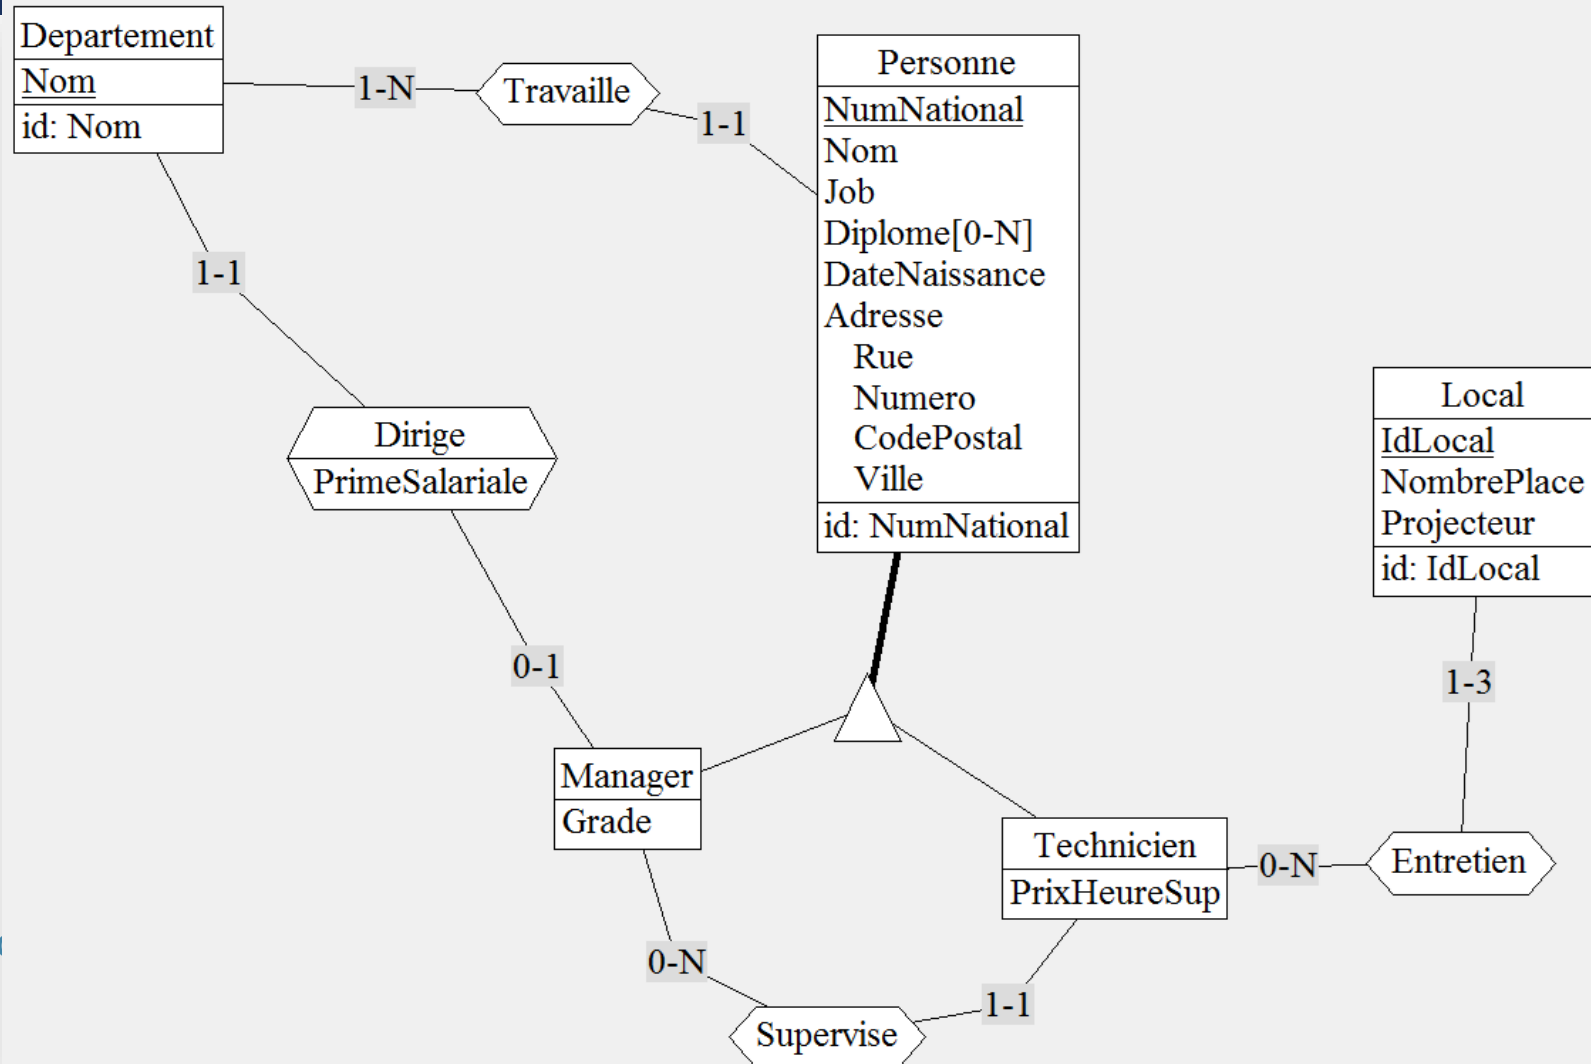 Departement
Nom
id: Nom
1-N
Travaille
1-1
Personne
NumNational
Nom
Job
Diplome[0-N]
DateNaissance
Adresse
Rue
Numero
CodePostal
Ville
id: NumNational
1-1
Dirige
PrimeSalariale
0-1
Local
IdLocal
NombrePlace
Projecteur
id: IdLocal
1-3
Manager
Grade
Technicien
PrixHeureSup
0-N
Entretien
0-N
1-1
Supervise